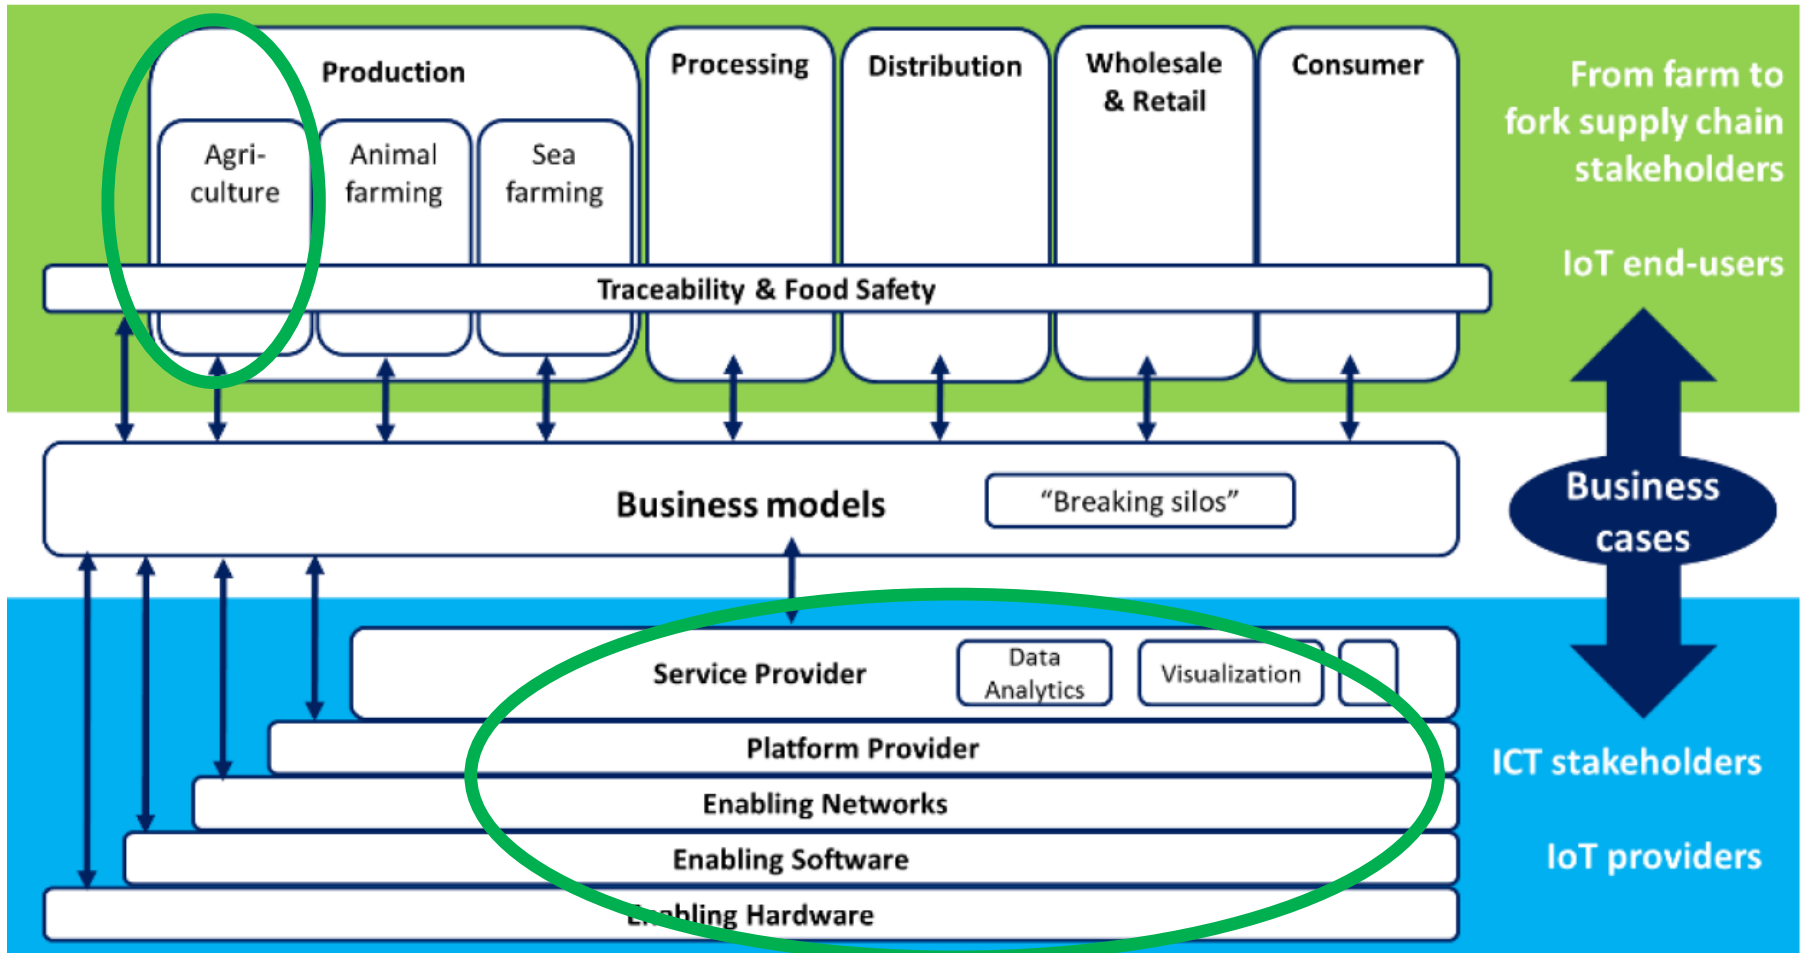 Production
Agri-
culture
Animal
farming
Sea
farming
Processing
Distribution
Wholesale
& Retail
Consumer
Traceability & Food Safety
From farm to
fork supply chain
stakeholders
IoT end-users
Business models
“Breaking silos”
Business
cases
Service Provider
Data
Analytics
Visualization
Platform Provider
Enabling Networks
Enabling Software
Enabling Hardware
ICT stakeholders
IoT providers